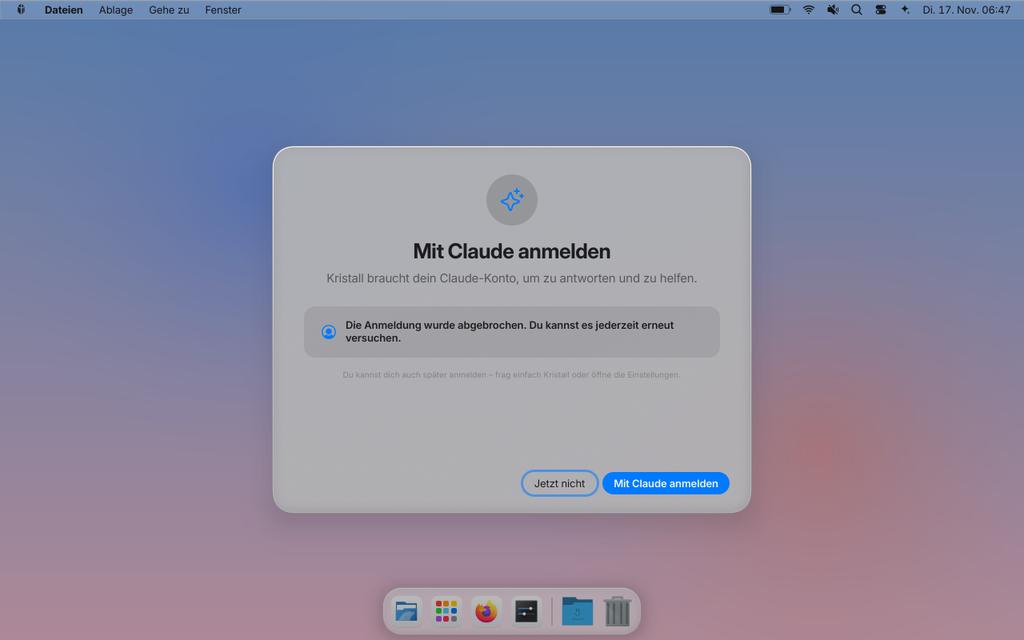 Dateien Ablage Gehe zu Fenster Di. 17. Nov. 06:47
Mit Claude anmelden
Kristall braucht dein Claude-Konto, um zu antworten und zu helfen.
Die Anmeldung wurde abgebrochen. Du kannst es jederzeit erneut
versuchen.
Du kannst dich auch später anmelden – frag einfach Kristall oder öffne die Einstellungen.
Jetzt nicht Mit Claude anmelden